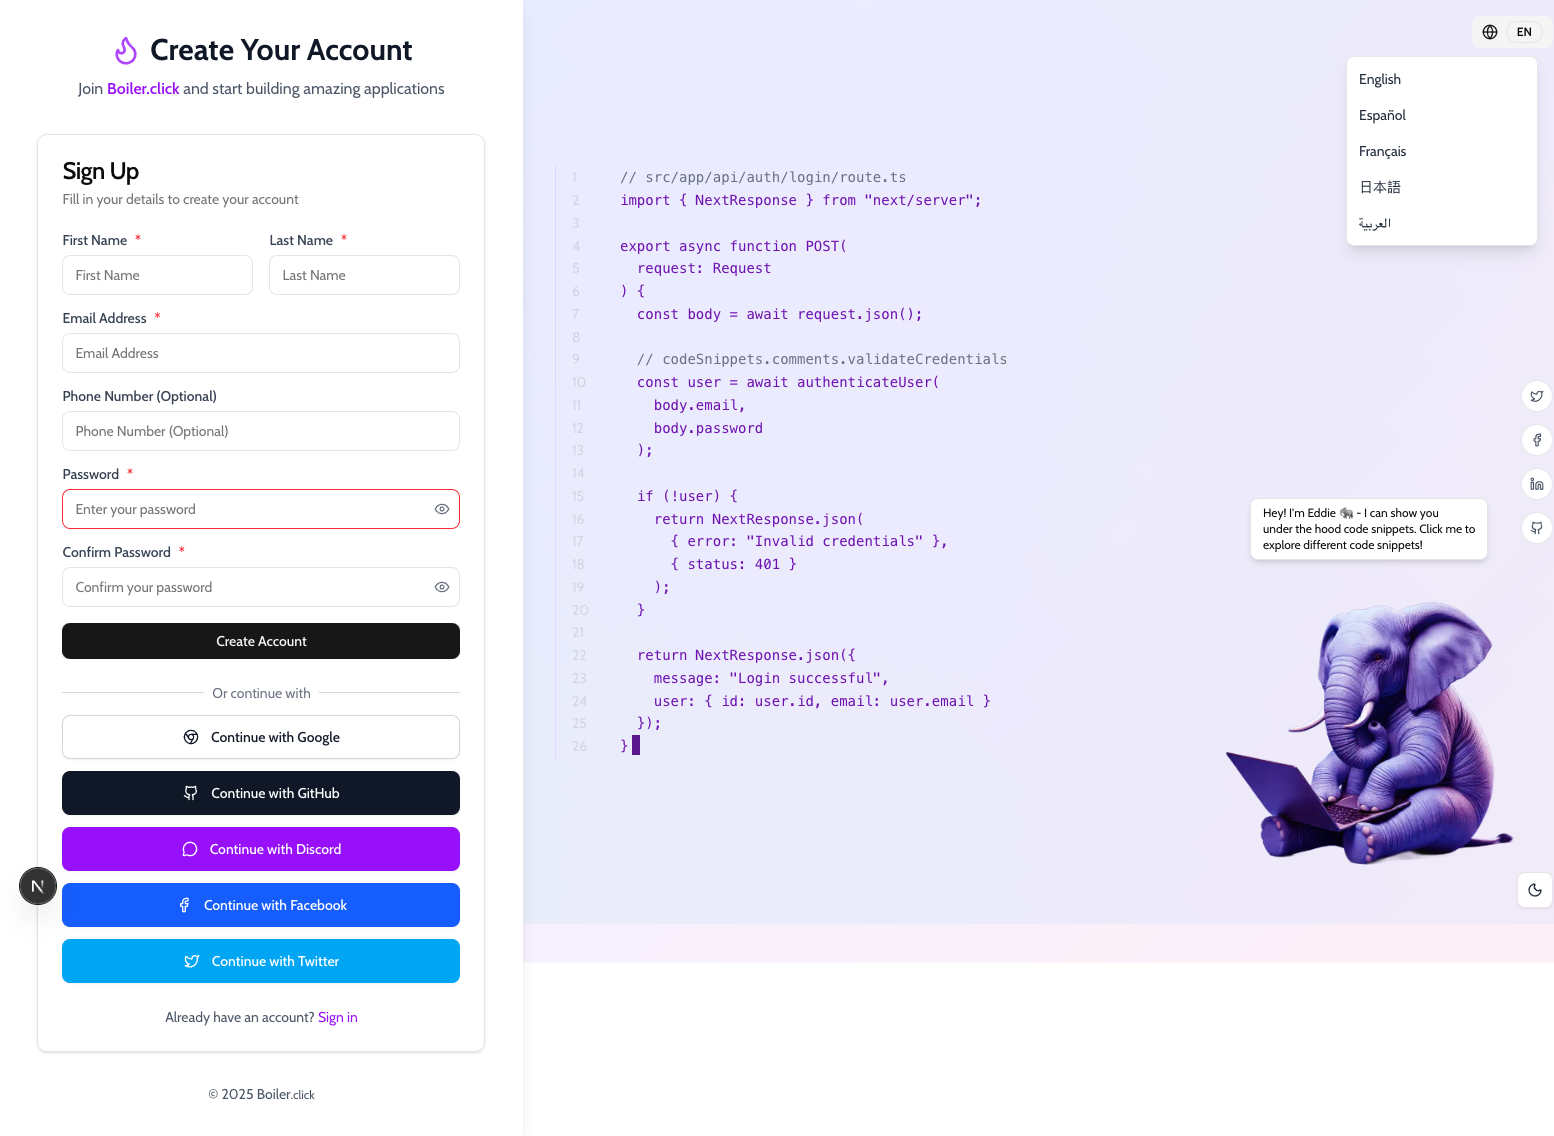 Create Your Account
Join Boiler.click and start building amazing applications
Sign Up
Fill in your details to create your account
First Name *
Last Name *
First Name
Last Name
Email Address *
Email Address
Phone Number (Optional)
Phone Number (Optional)
Password *
Enter your password
Confirm Password *
Confirm your password
Create Account
Or continue with
Continue with Google
Continue with GitHub
Continue with Discord
Continue with Facebook
Continue with Twitter
Already have an account? Sign in
© 2025 Boiler.click
N
EN
English
Español
Français
日本語
العربية
1 // src/app/api/auth/login/route.ts
2 import { NextResponse } from "next/server";
3
4 export async function POST(
5 request: Request
6 ) {
7 const body = await request.json();
8
9 // codeSnippets.comments.validateCredentials
10 const user = await authenticateUser(
11 body.email,
12 body.password
13 );
14
15 if (!user) {
16 return NextResponse.json(
17 { error: "Invalid credentials" },
18 { status: 401 }
19 );
20 }
21
22 return NextResponse.json({
23 message: "Login successful",
24 user: { id: user.id, email: user.email }
25 });
26 }
Hey! I'm Eddie 🐘 - I can show you
under the hood code snippets. Click me to
explore different code snippets!